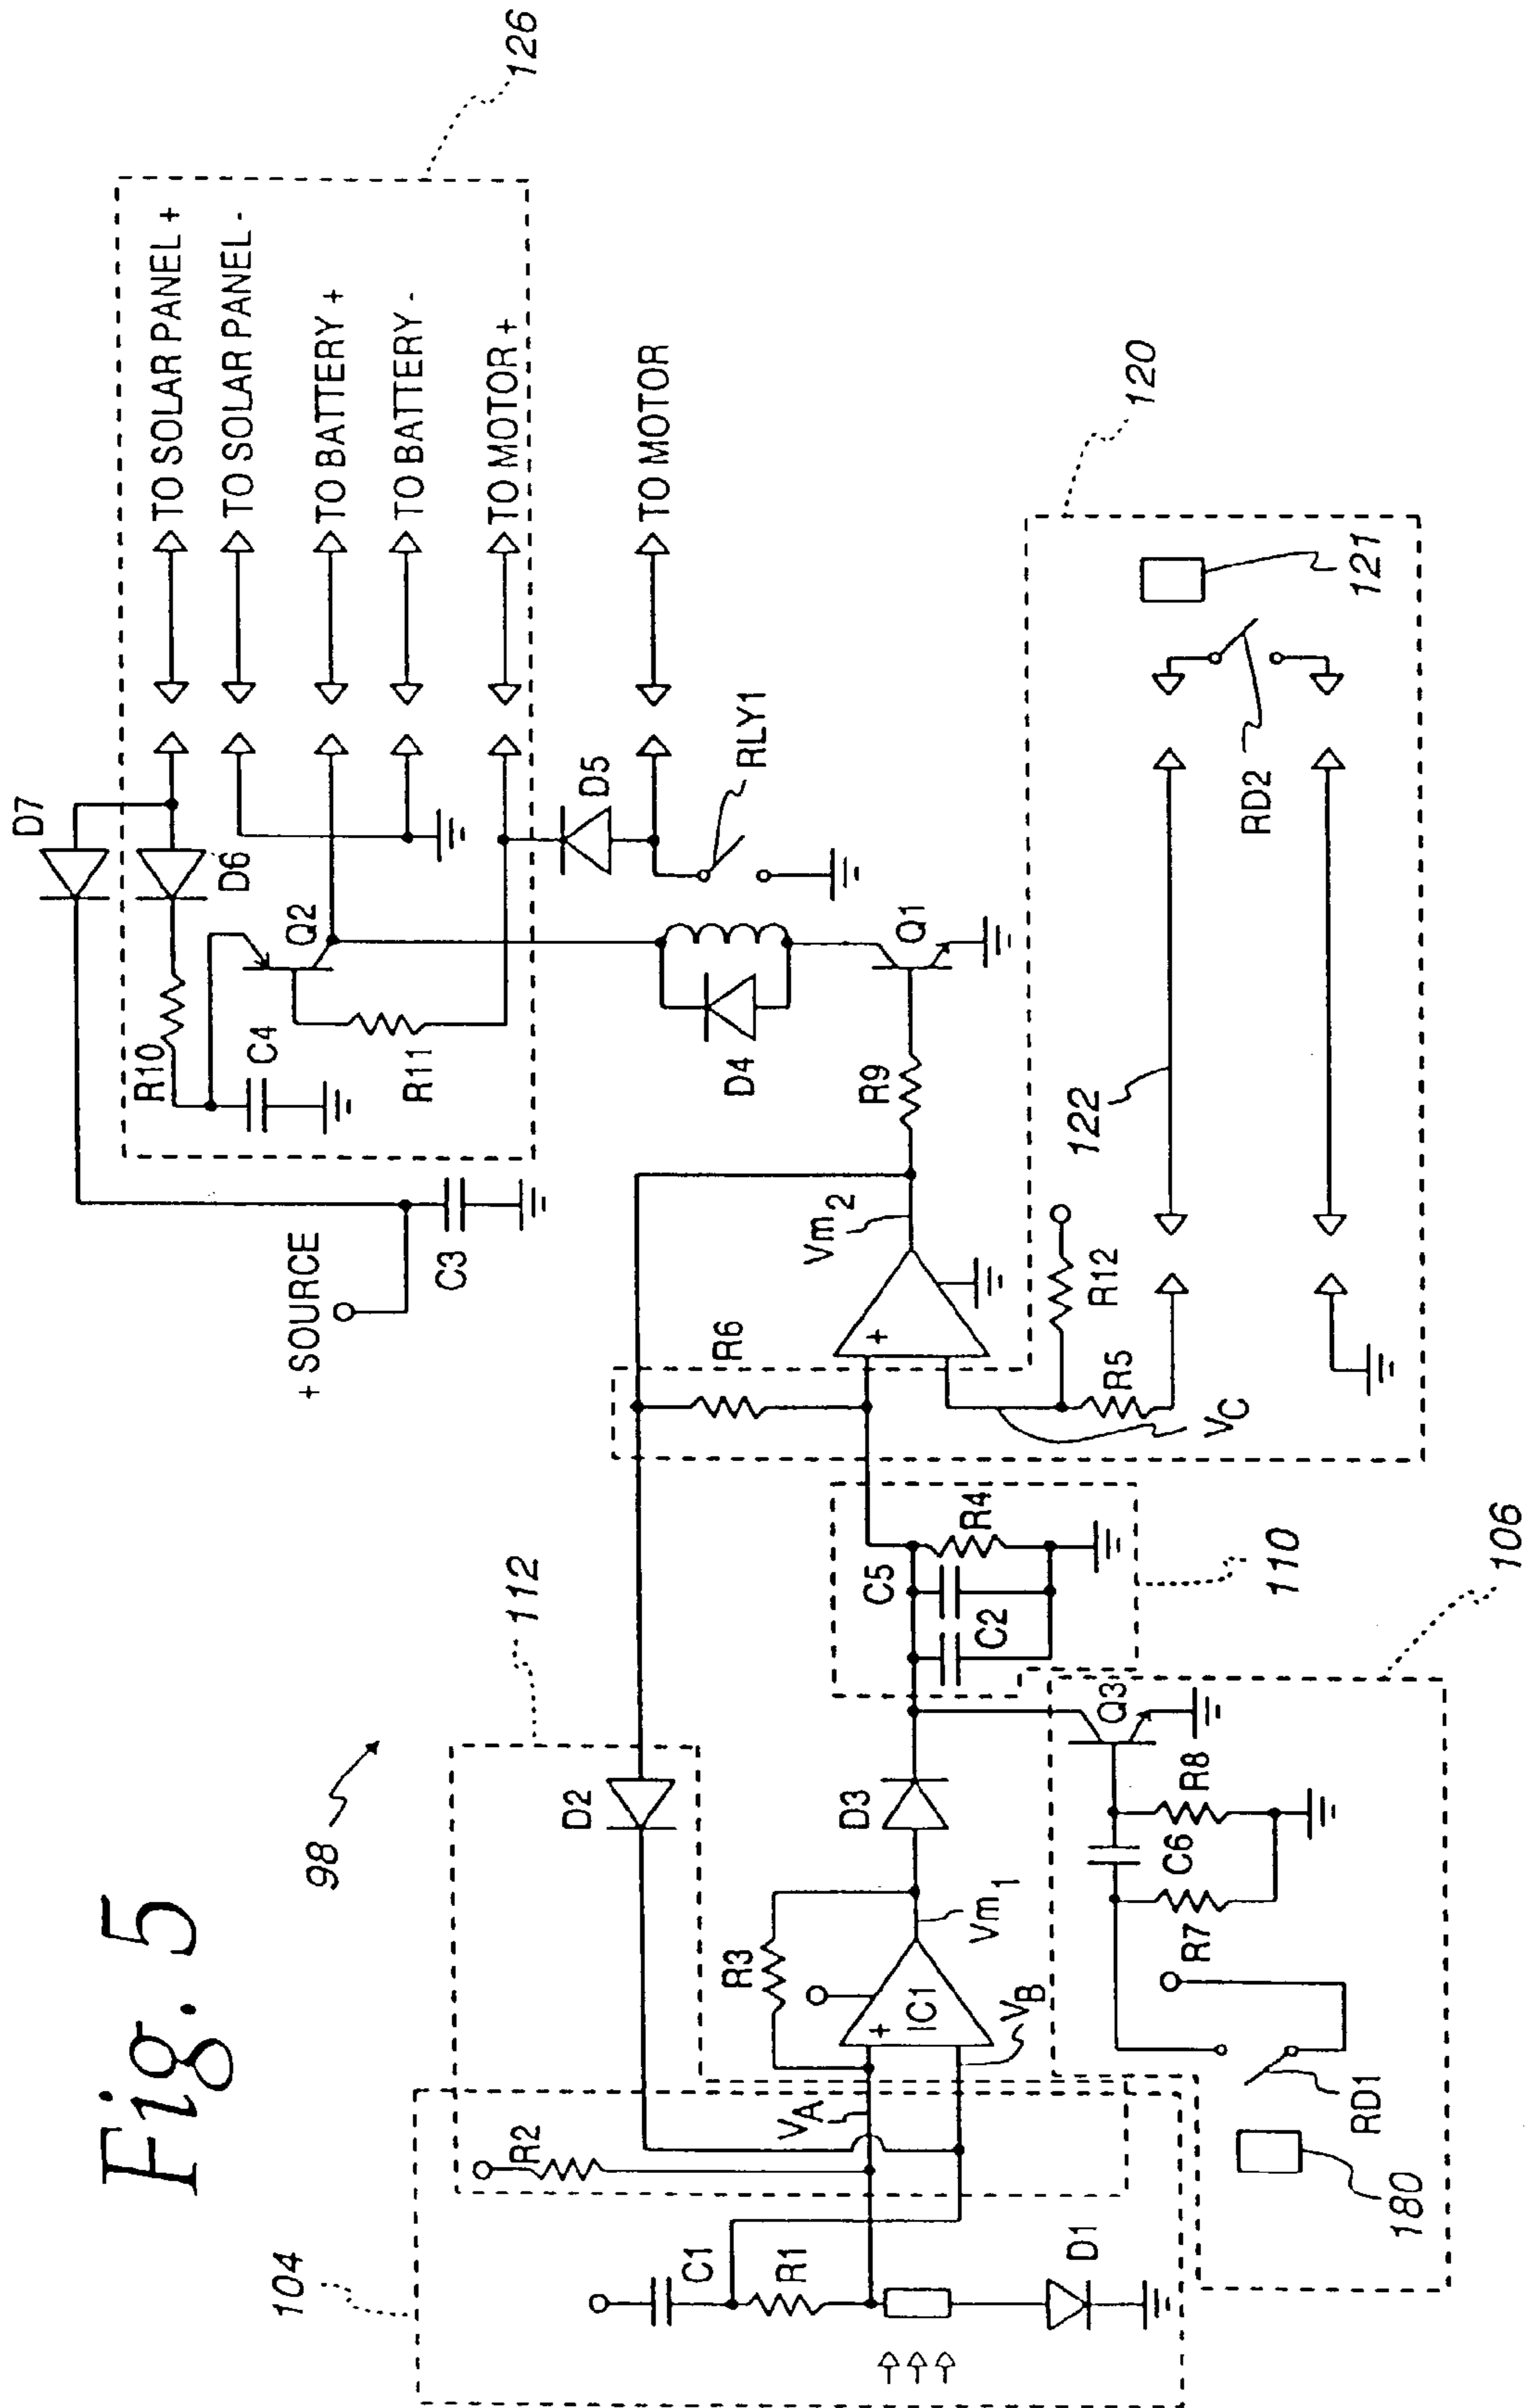 Fig. 5
98
126
D7
TO SOLAR PANEL +
TO SOLAR PANEL -
TO BATTERY +
TO BATTERY -
TO MOTOR +
D6
R10
Q2
C4
R11
+ SOURCE
C3
D5
TO MOTOR
RLY1
D4
Q1
R9
112
D2
R6
Vm2
104
R2
VA
R3
IC1
VB
Vm1
D3
C5
R4
C2
110
R12
R5
VC
122
RD2
121
120
C1
R1
D1
Q3
R8
C6
R7
RD1
180
106
+
+